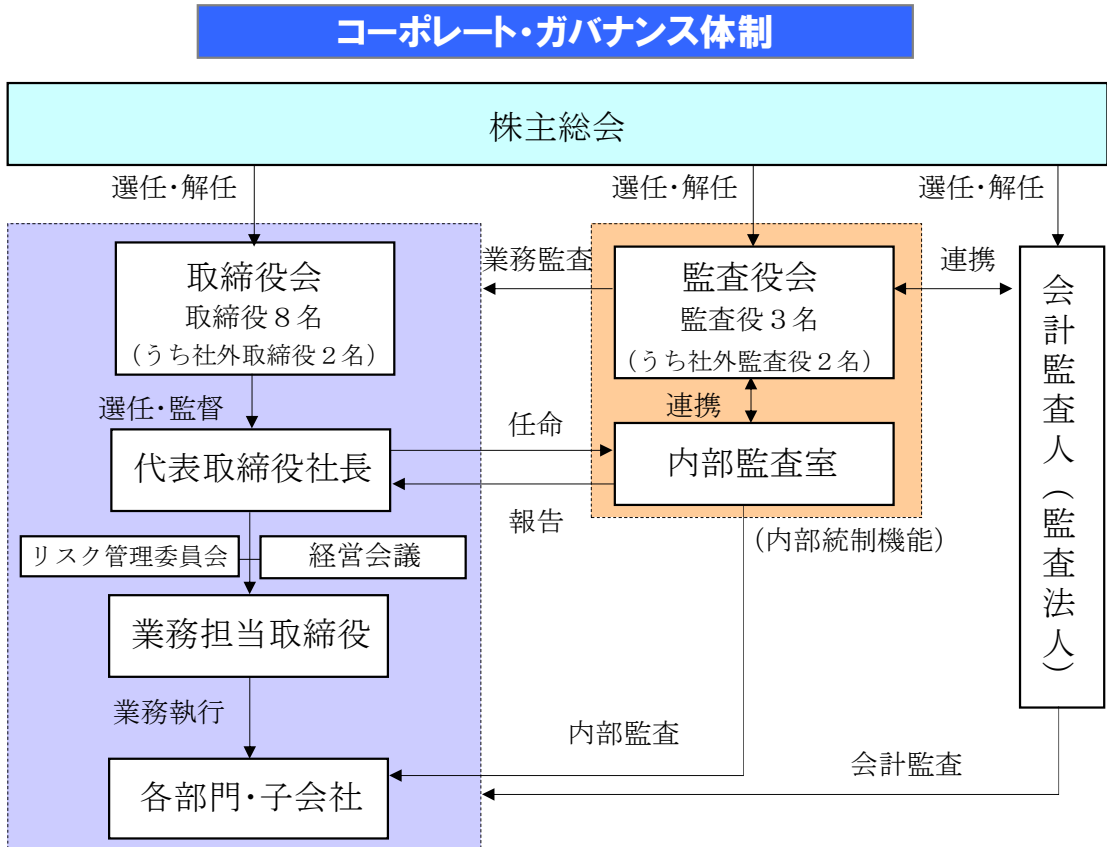 コーポレート・ガバナンス体制
株主総会
選任・解任
選任・解任
選任・解任
取締役会
取締役８名
（うち社外取締役２名）
業務監査
監査役会
監査役３名
（うち社外監査役２名）
連携
会計監査人（監査法人）
選任・監督
連携
代表取締役社長
任命
内部監査室
報告
（内部統制機能）
リスク管理委員会
経営会議
業務担当取締役
業務執行
内部監査
会計監査
各部門・子会社